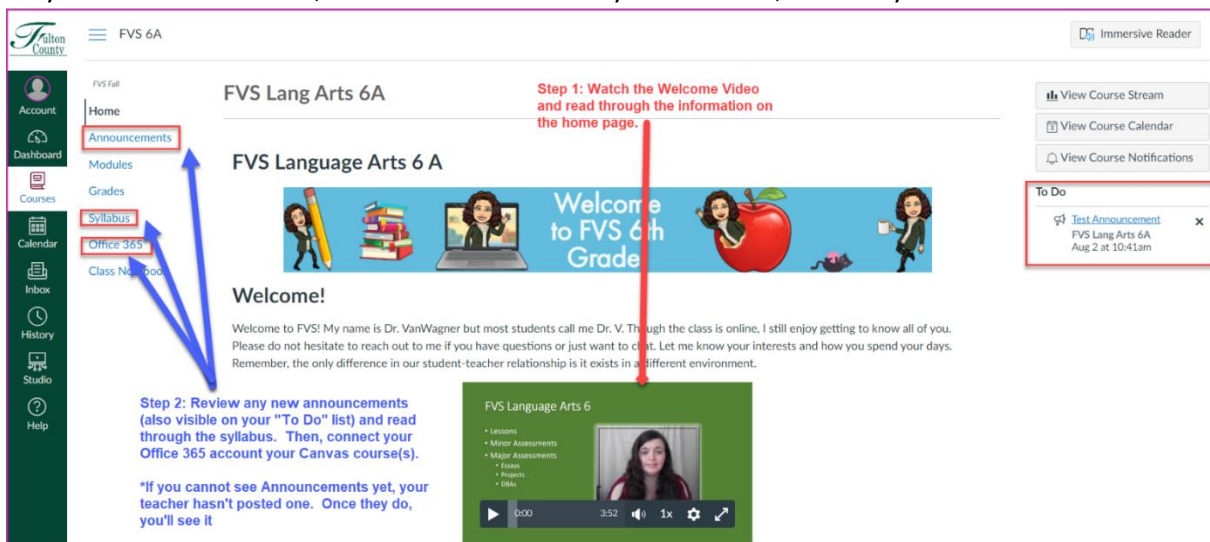 Fulton
County
FVS 6A
Immersive Reader
Account
Dashboard
Courses
Calendar
Inbox
History
Studio
Help
FVS Fall
Home
Announcements
Modules
Grades
Syllabus
Office 365
FVS Lang Arts 6A
Step 1: Watch the Welcome Video
and read through the information on
the home page.
FVS Language Arts 6 A
Welcome
to FVS 6th
Grade
Welcome!
Welcome to FVS! My name is Dr. VanWagner but most students call me Dr. V. Though the class is online, I still enjoy getting to know all of you.
Please do not hesitate to reach out to me if you have questions or just want to chat. Let me know your interests and how you spend your days.
Remember, the only difference in our student-teacher relationship is it exists in a different environment.
Step 2: Review any new announcements
(also visible on your "To Do" list) and read
through the syllabus. Then, connect your
Office 365 account your Canvas course(s).
*If you cannot see Announcements yet, your
teacher hasn't posted one. Once they do,
you'll see it
FVS Language Arts 6
• Lessons
• Minor Assessments
• Major Assessments
• Essays
• Projects
• DBAs
0:00
3:52
1x
View Course Stream
View Course Calendar
View Course Notifications
To Do
Test Announcement
FVS Lang Arts 6A
Aug 2 at 10:41am